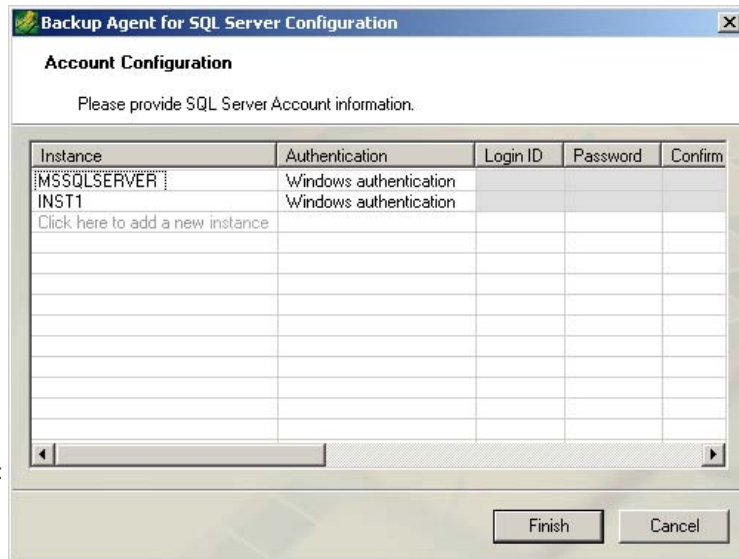 Backup Agent for SQL Server Configuration
Account Configuration
Please provide SQL Server Account information.
Instance Authentication Login ID Password Confirm
MSSQLSERVER Windows authentication
INST1 Windows authentication
Click here to add a new instance
:
Finish Cancel